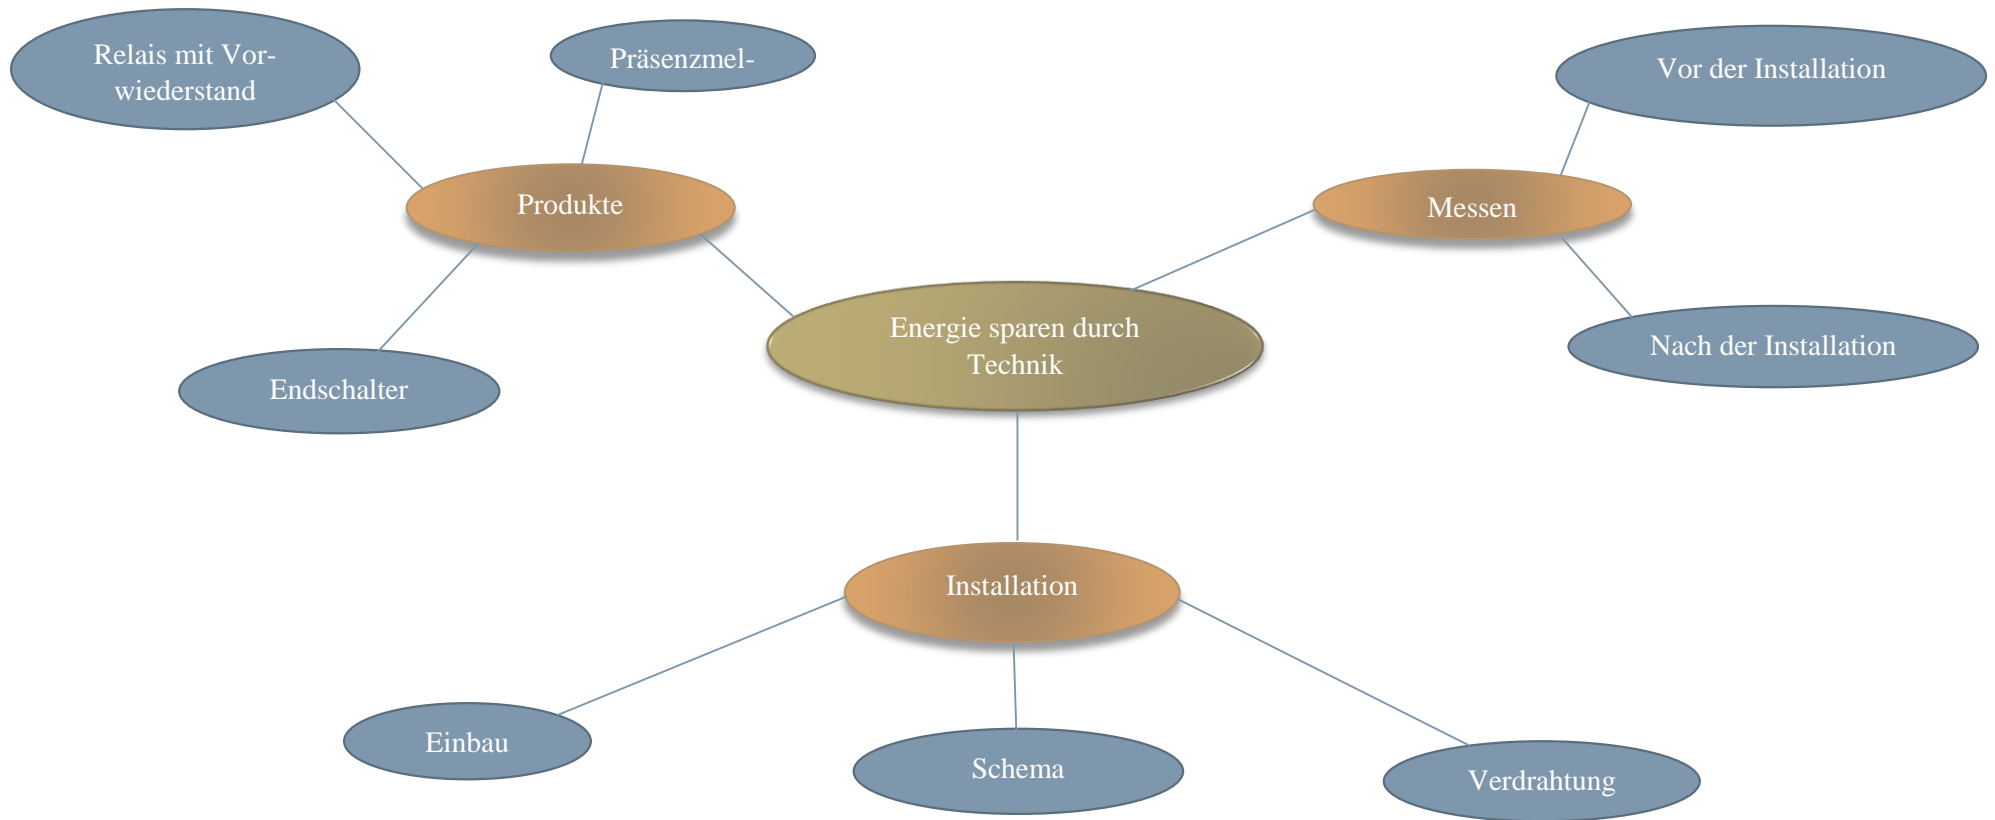 Relais mit Vor-
wiederstand
Präsenzmel-
Vor der Installation
Produkte
Messen
Energie sparen durch
Technik
Nach der Installation
Endschalter
Installation
Einbau
Schema
Verdrahtung